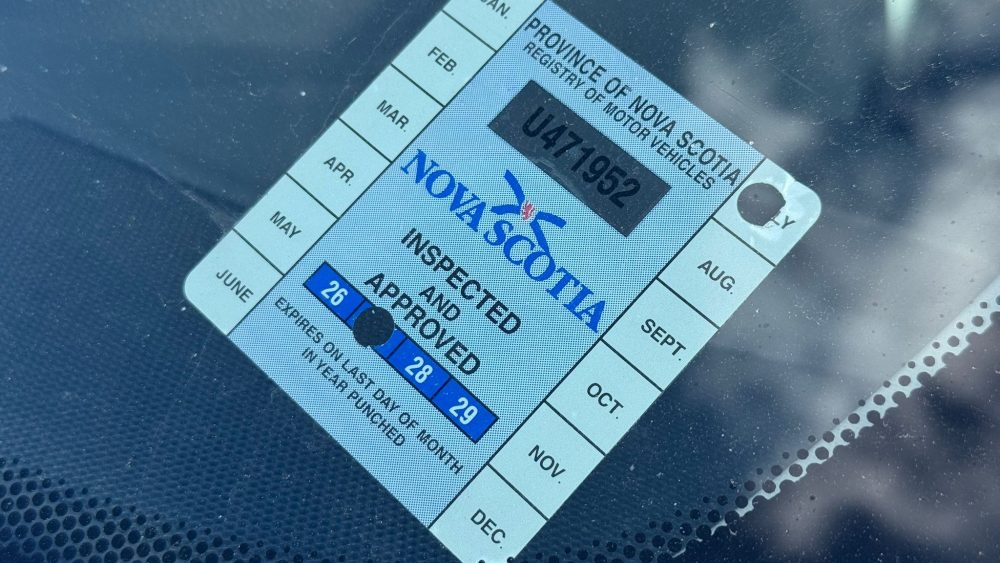 PROVINCE OF NOVA SCOTIA
REGISTRY OF MOTOR VEHICLES
U471952
NOVA SCOTIA
INSPECTED
AND
APPROVED
26 28 29
EXPIRES ON LAST DAY OF MONTH
IN YEAR PUNCHED
FEB.
MAR.
APR.
MAY
JUNE
AUG.
SEPT.
OCT.
NOV.
DEC.